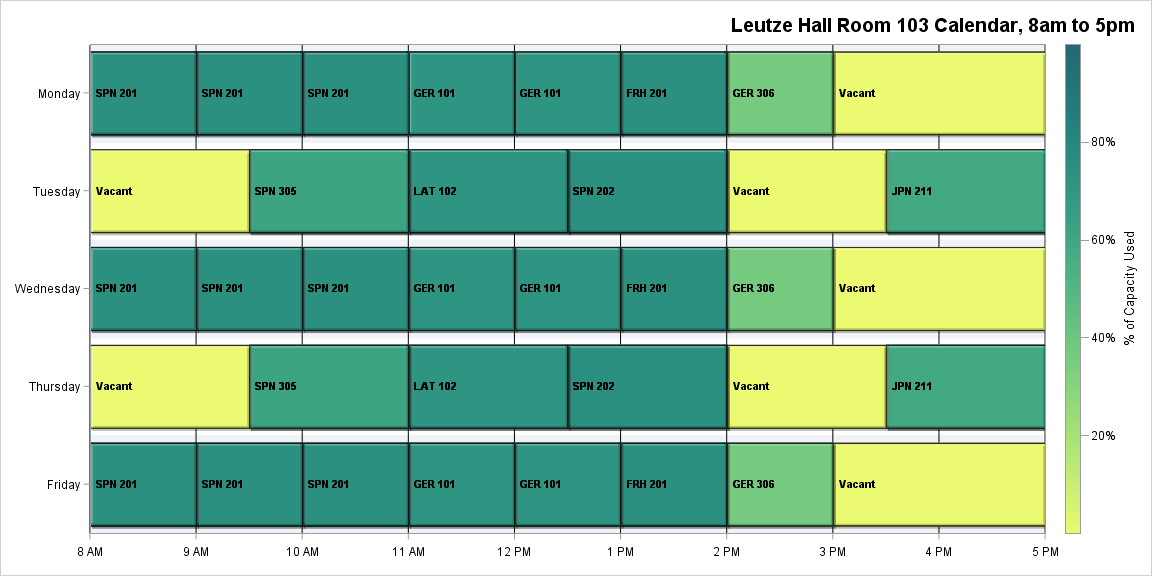 Leutze Hall Room 103 Calendar, 8am to 5pm
Monday SPN 201 SPN 201 SPN 201 GER 101 GER 101 FRH 201 GER 306 Vacant
80%
Tuesday Vacant SPN 305 LAT 102 SPN 202 Vacant JPN 211
60%
% of Capacity Used
Wednesday SPN 201 SPN 201 SPN 201 GER 101 GER 101 FRH 201 GER 306 Vacant
40%
Thursday Vacant SPN 305 LAT 102 SPN 202 Vacant JPN 211
20%
Friday SPN 201 SPN 201 SPN 201 GER 101 GER 101 FRH 201 GER 306 Vacant
8 AM 9 AM 10 AM 11 AM 12 PM 1 PM 2 PM 3 PM 4 PM 5 PM